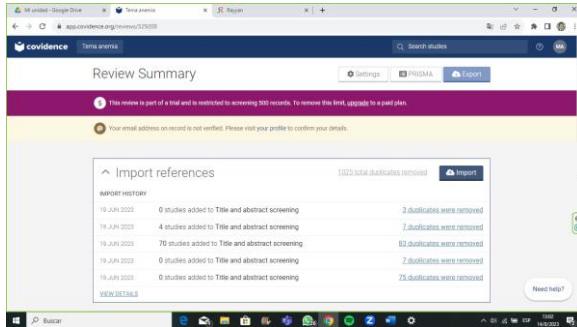 Mi unidad - Google Drive
Tema anemia
Rayyan
app.covidence.org/reviews/329359
covidence
Tema anemia
Search studies
MA
Review Summary
Settings
PRISMA
Export
This review is part of a trial and is restricted to screening 500 records. To remove this limit, upgrade to a paid plan.
Your email address on record is not verified. Please visit your profile to confirm your details.
Import references
1025 total duplicates removed
Import
IMPORT HISTORY
19 JUN 2023 0 studies added to Title and abstract screening 3 duplicates were removed
19 JUN 2023 4 studies added to Title and abstract screening 7 duplicates were removed
19 JUN 2023 70 studies added to Title and abstract screening 83 duplicates were removed
19 JUN 2023 0 studies added to Title and abstract screening 7 duplicates were removed
19 JUN 2023 0 studies added to Title and abstract screening 75 duplicates were removed
VIEW DETAILS
Need help?
Buscar
ESP
13:02
14/8/2023